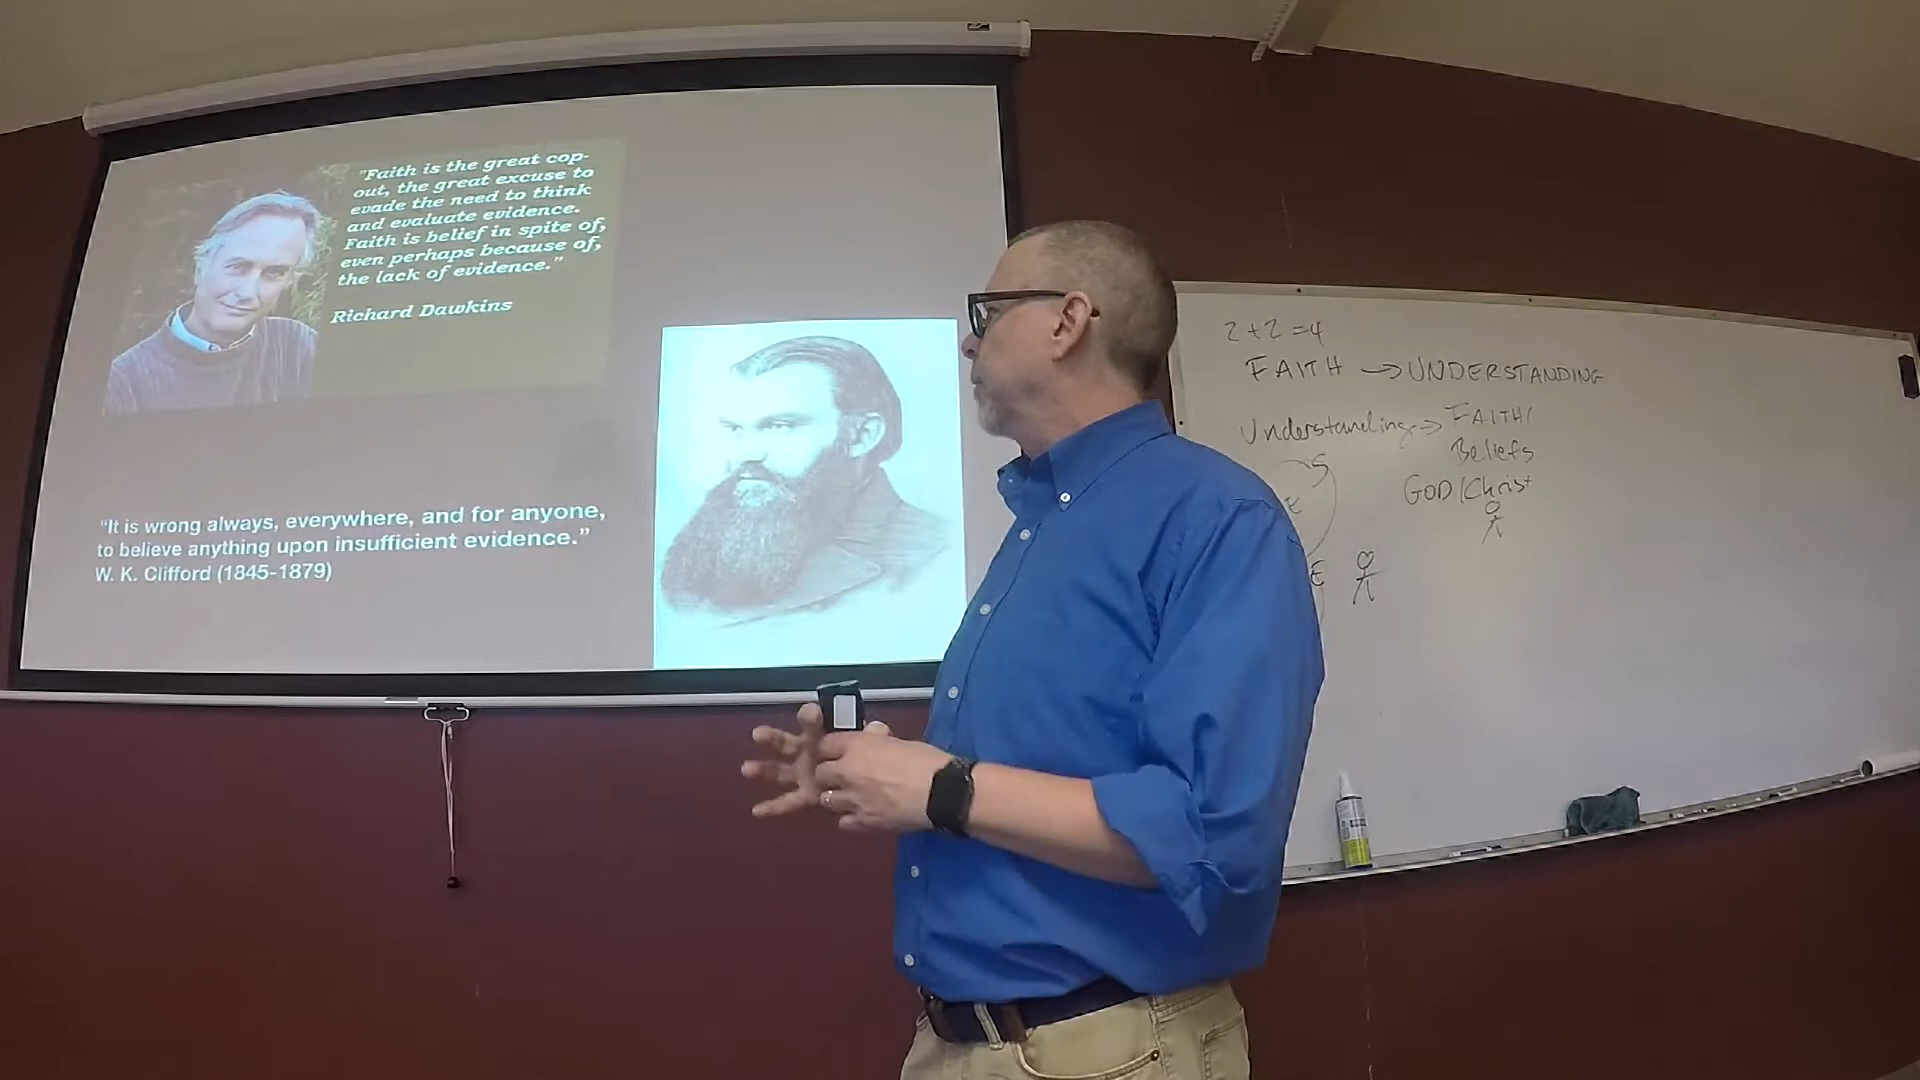 "Faith is the great cop-
out, the great excuse to
evade the need to think
and evaluate evidence.
Faith is belief in spite of,
even perhaps because of,
the lack of evidence."
Richard Dawkins
"It is wrong always, everywhere, and for anyone,
to believe anything upon insufficient evidence."
W. K. Clifford (1845-1879)
2+2=4
FAITH → UNDERSTANDING
Understanding → FAITH/
Beliefs
GOD/Christ
S
E
E